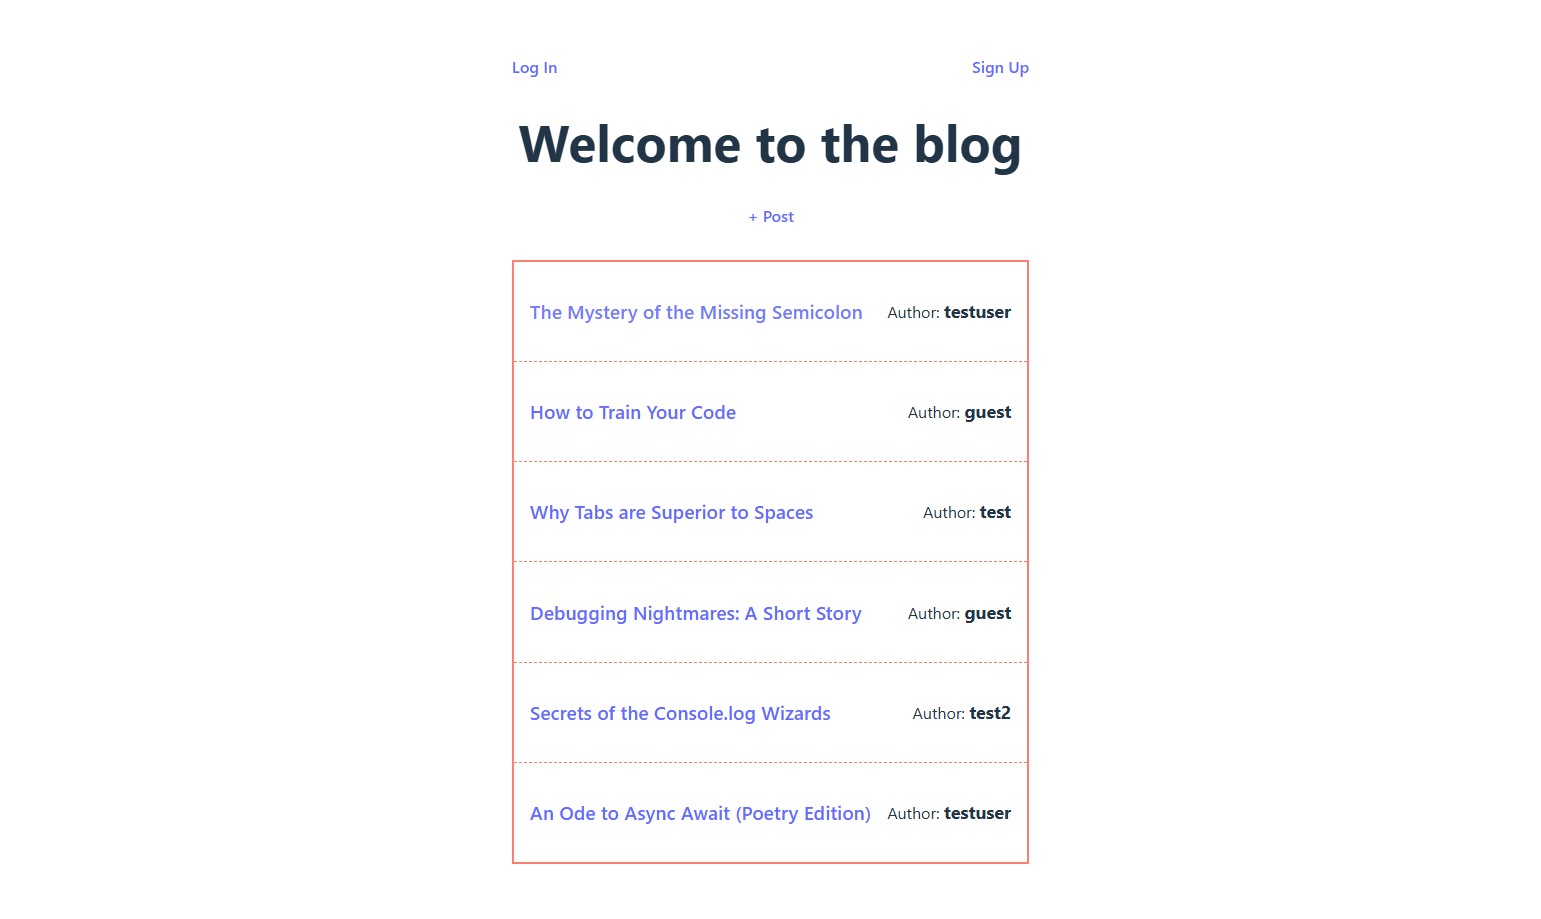 Log In Sign Up
Welcome to the blog
+ Post
The Mystery of the Missing Semicolon Author: testuser
How to Train Your Code Author: guest
Why Tabs are Superior to Spaces Author: test
Debugging Nightmares: A Short Story Author: guest
Secrets of the Console.log Wizards Author: test2
An Ode to Async Await (Poetry Edition) Author: testuser